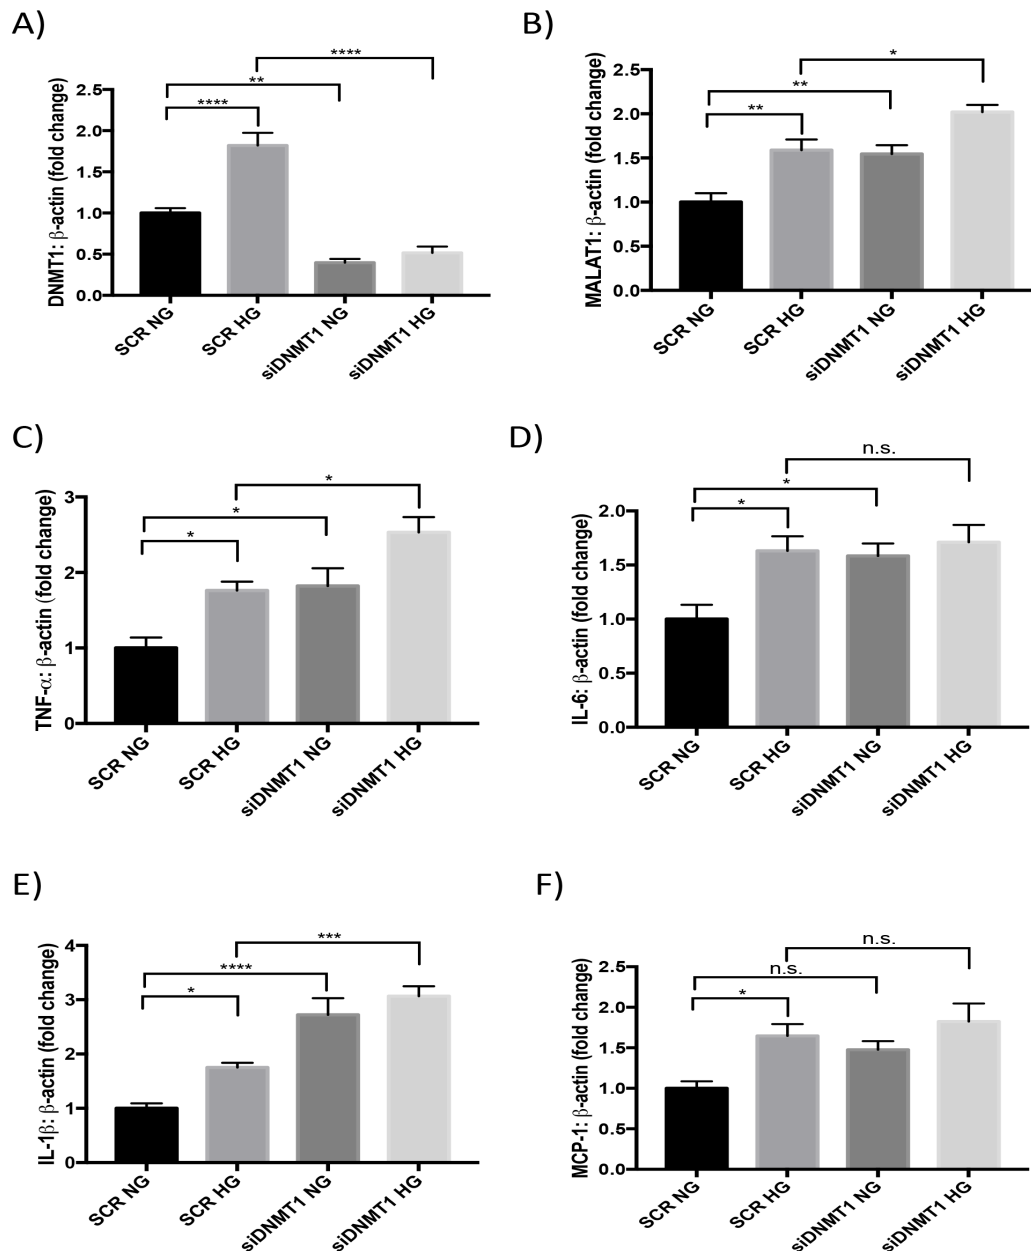 A)
DNMT1: β-actin (fold change)
2.5
2.0
1.5
1.0
0.5
0.0
****
**
****
SCR NG
SCR HG
siDNMT1 NG
siDNMT1 HG
B)
MALAT1: β-actin (fold change)
2.5
2.0
1.5
1.0
0.5
0.0
*
**
**
SCR NG
SCR HG
siDNMT1 NG
siDNMT1 HG
C)
TNF-α: β-actin (fold change)
3
2
1
0
*
*
*
SCR NG
SCR HG
siDNMT1 NG
siDNMT1 HG
D)
IL-6: β-actin (fold change)
2.0
1.5
1.0
0.5
0.0
n.s.
*
*
SCR NG
SCR HG
siDNMT1 NG
siDNMT1 HG
E)
IL-1β: β-actin (fold change)
4
3
2
1
0
***
****
*
SCR NG
SCR HG
siDNMT1 NG
siDNMT1 HG
F)
MCP-1: β-actin (fold change)
2.5
2.0
1.5
1.0
0.5
0.0
n.s.
n.s.
*
SCR NG
SCR HG
siDNMT1 NG
siDNMT1 HG